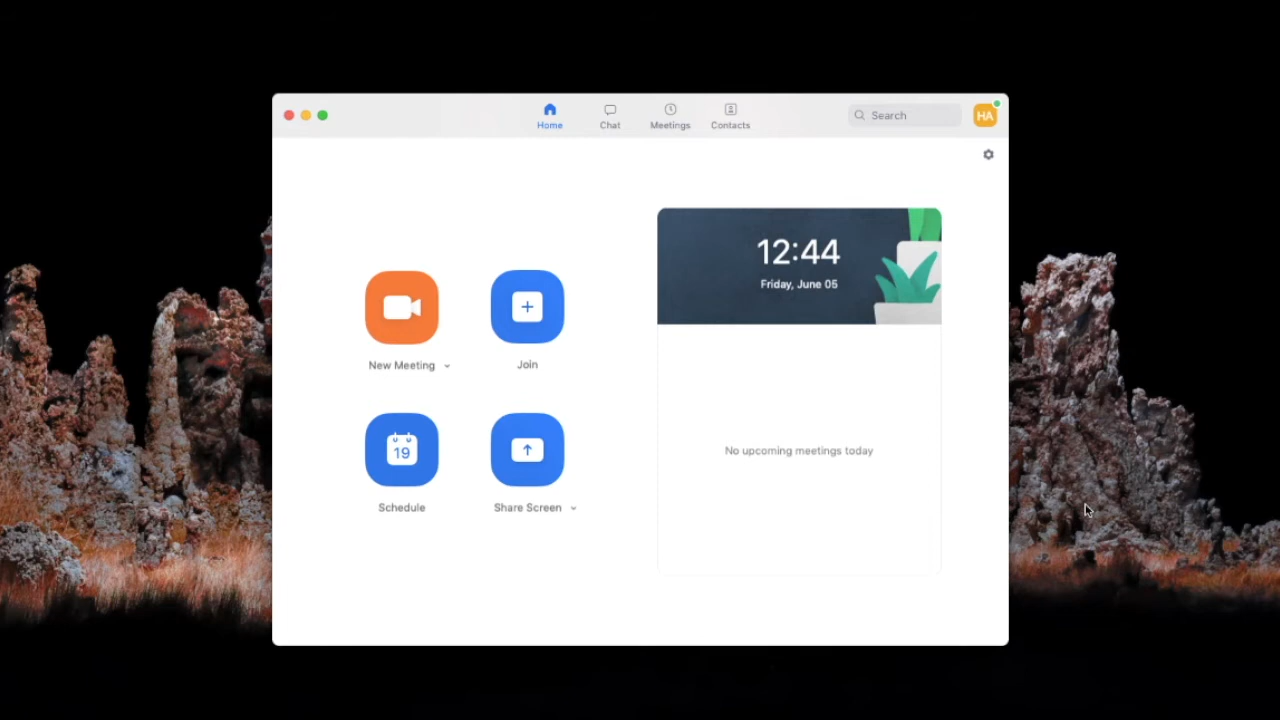 Home
Chat
Meetings
Contacts
Search
HA
12:44
Friday, June 05
New Meeting
Join
19
Schedule
Share Screen
No upcoming meetings today